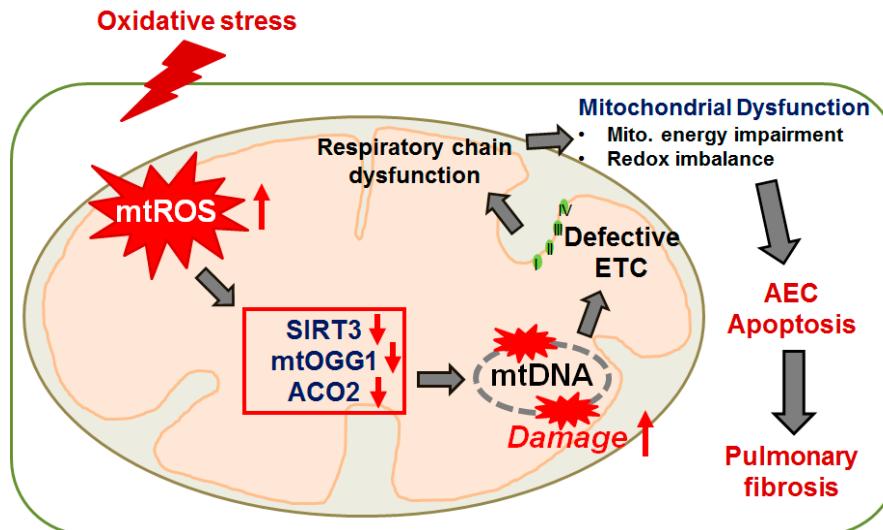 Oxidative stress
mtROS
SIRT3
mtOGG1
ACO2
mtDNA
Damage
Defective
ETC
I
II
III
IV
Respiratory chain
dysfunction
Mitochondrial Dysfunction
• Mito. energy impairment
• Redox imbalance
AEC
Apoptosis
Pulmonary
fibrosis